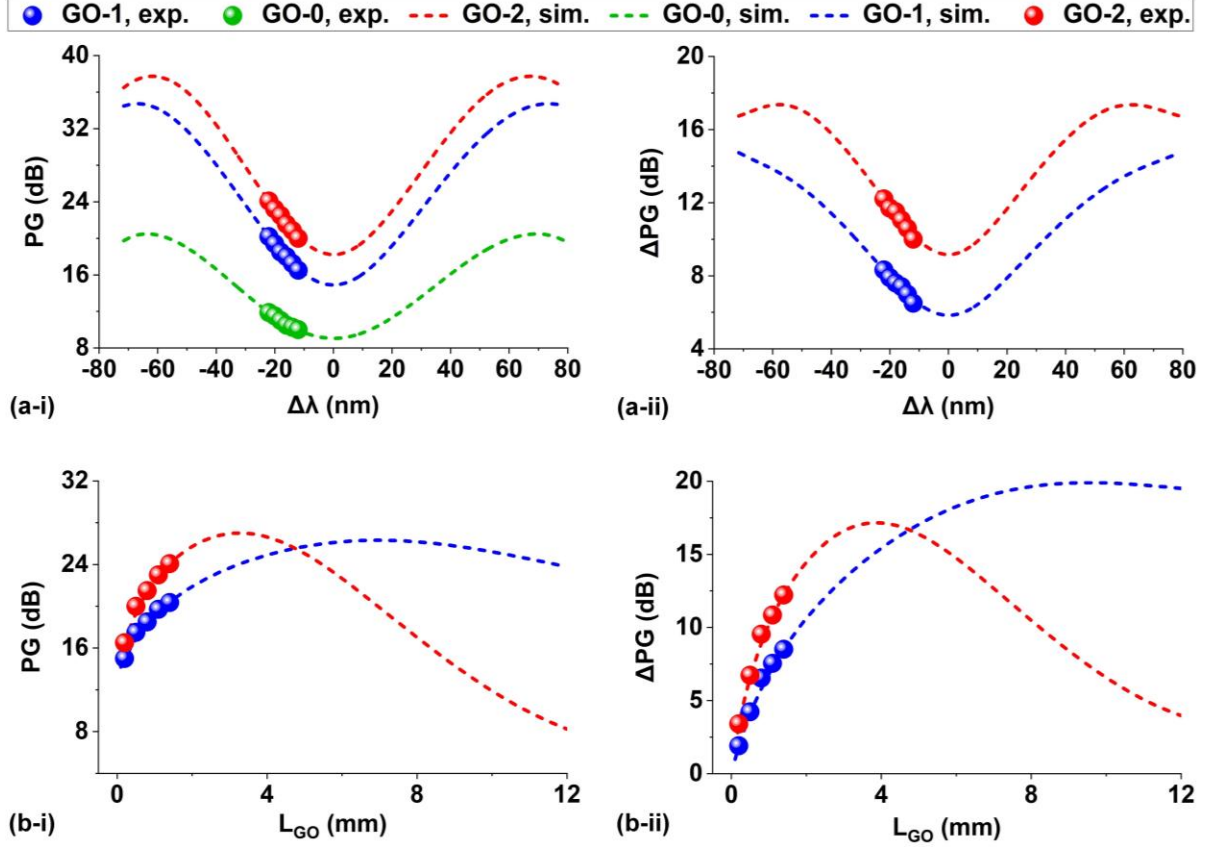 GO-1, exp. GO-0, exp. GO-2, sim. GO-0, sim. GO-1, sim. GO-2, exp.
40
32
24
16
8
PG (dB)
-80 -60 -40 -20 0 20 40 60 80
Δλ (nm)
(a-i)
20
16
12
8
4
ΔPG (dB)
-80 -60 -40 -20 0 20 40 60 80
Δλ (nm)
(a-ii)
32
24
16
8
PG (dB)
0 4 8 12
L_GO (mm)
(b-i)
20
15
10
5
0
ΔPG (dB)
0 4 8 12
L_GO (mm)
(b-ii)